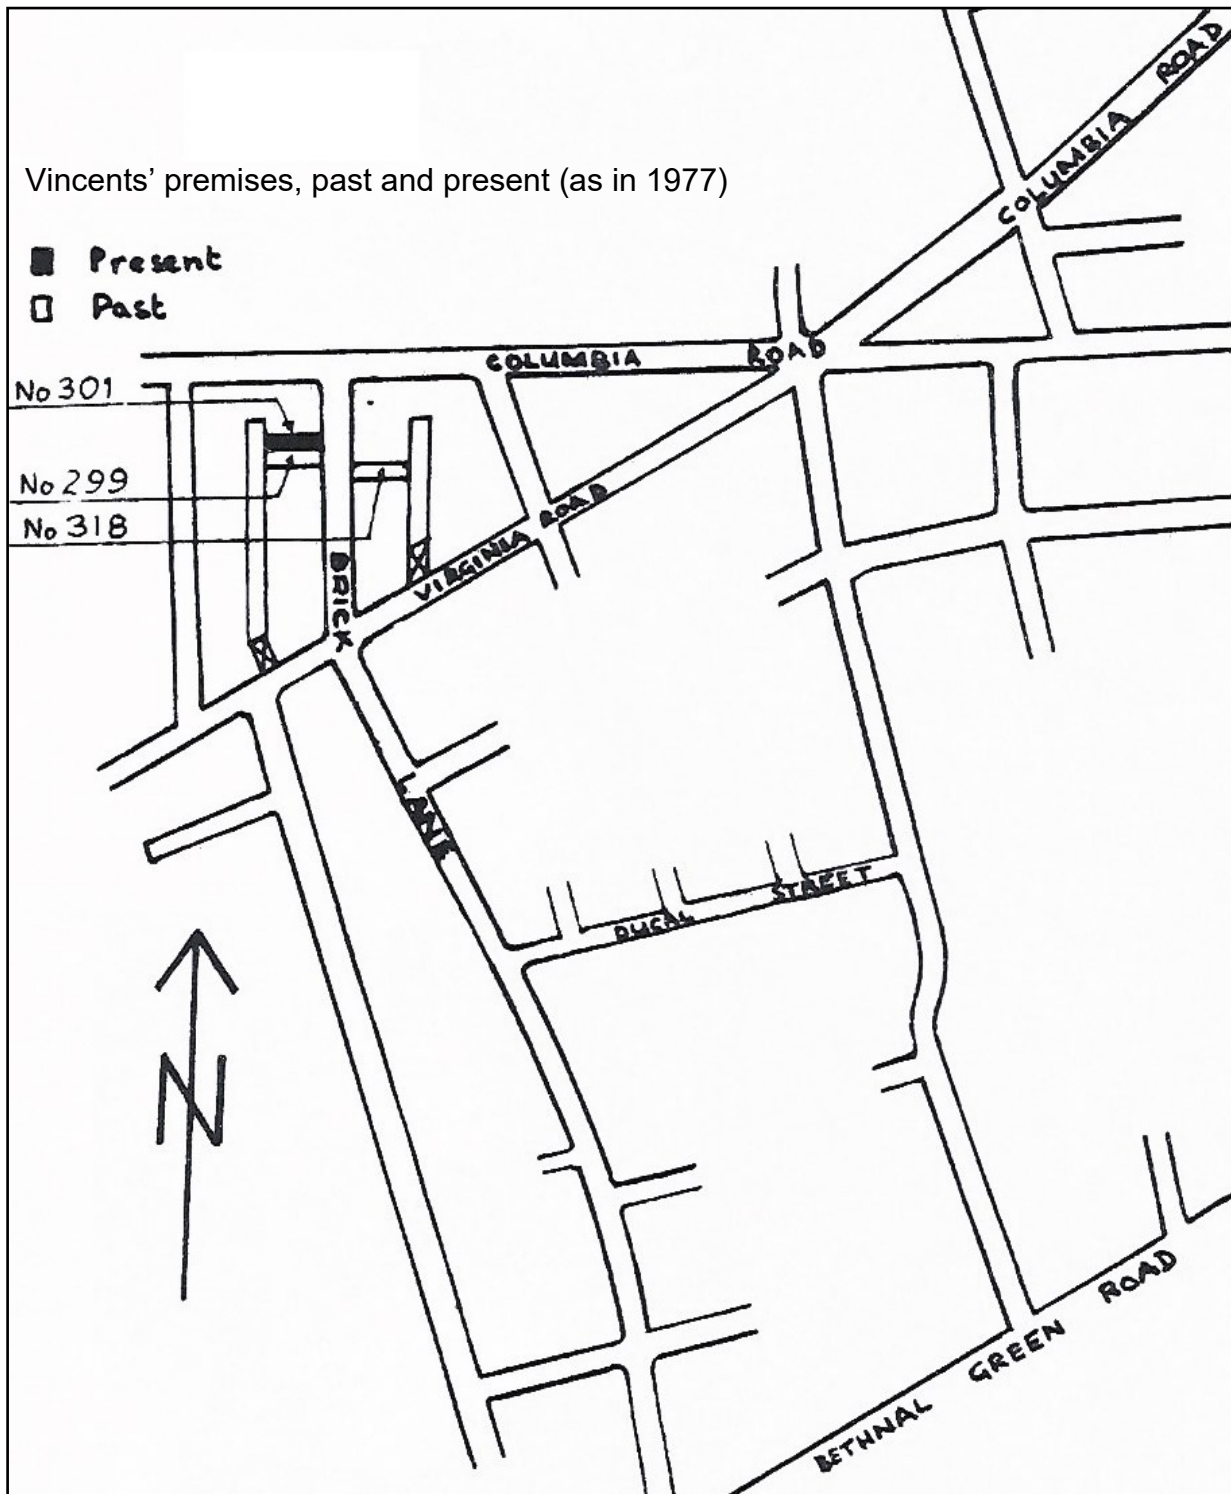 COLUMBIA ROAD
Vincents' premises, past and present (as in 1977)
Present
Past
COLUMBIA ROAD
No 301
No 299
No 318
VIRGINIA ROAD
BRICK LANE
DUCAL STREET
N
BETHNAL GREEN ROAD